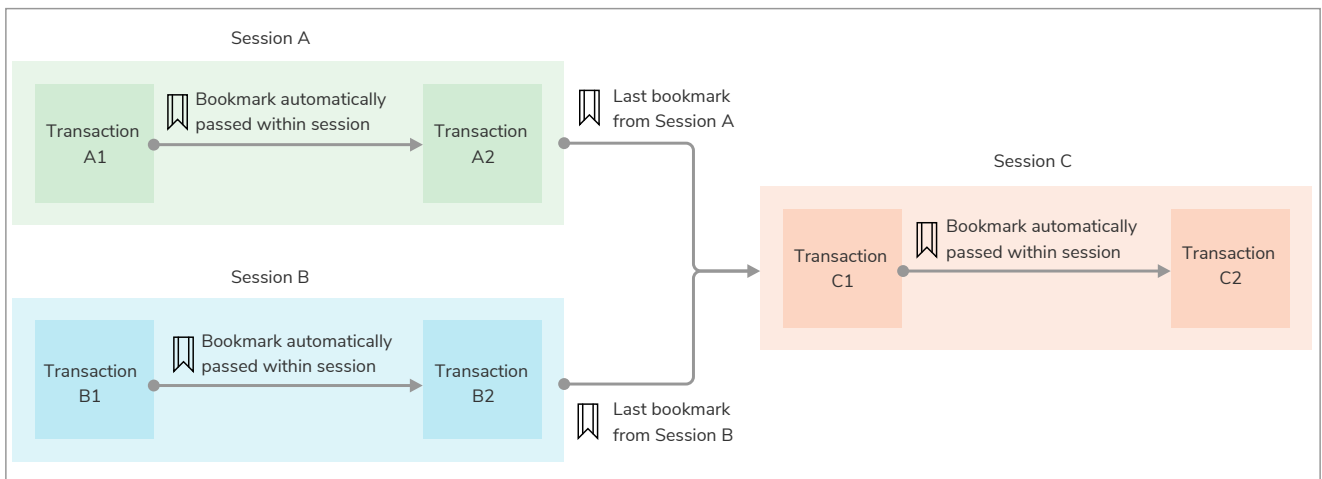 Session A
Transaction
A1
Bookmark automatically
passed within session
Transaction
A2
Last bookmark
from Session A
Session B
Transaction
B1
Bookmark automatically
passed within session
Transaction
B2
Last bookmark
from Session B
Session C
Transaction
C1
Bookmark automatically
passed within session
Transaction
C2